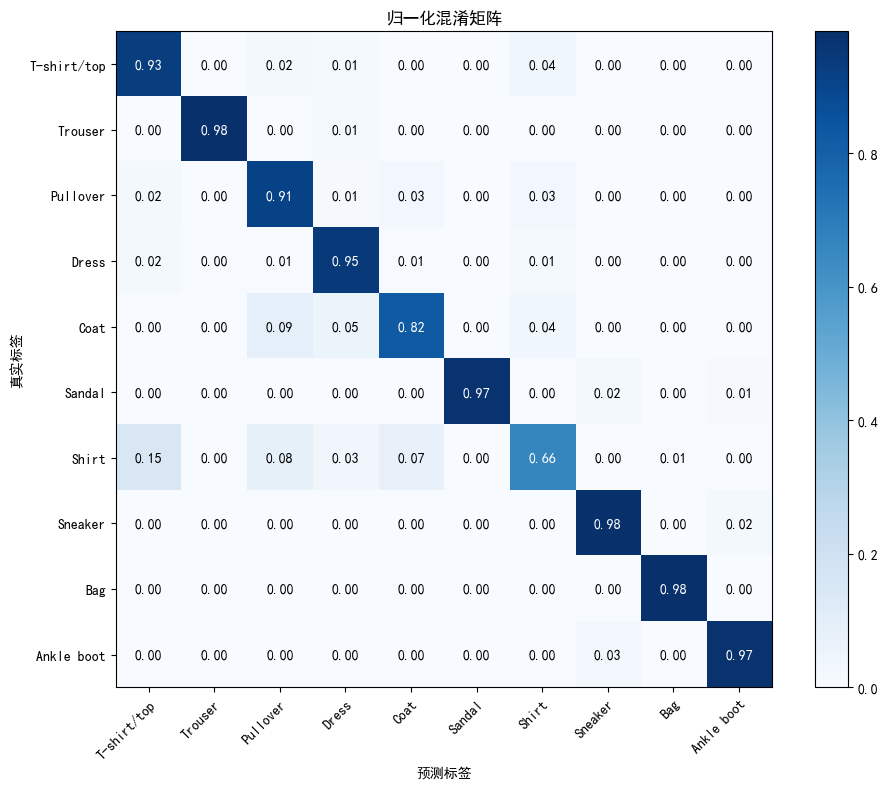 归一化混淆矩阵
真实标签
T-shirt/top 0.93 0.00 0.02 0.01 0.00 0.00 0.04 0.00 0.00 0.00
Trouser 0.00 0.98 0.00 0.01 0.00 0.00 0.00 0.00 0.00 0.00
Pullover 0.02 0.00 0.91 0.01 0.03 0.00 0.03 0.00 0.00 0.00
Dress 0.02 0.00 0.01 0.95 0.01 0.00 0.01 0.00 0.00 0.00
Coat 0.00 0.00 0.09 0.05 0.82 0.00 0.04 0.00 0.00 0.00
Sandal 0.00 0.00 0.00 0.00 0.00 0.97 0.00 0.02 0.00 0.01
Shirt 0.15 0.00 0.08 0.03 0.07 0.00 0.66 0.00 0.01 0.00
Sneaker 0.00 0.00 0.00 0.00 0.00 0.00 0.00 0.98 0.00 0.02
Bag 0.00 0.00 0.00 0.00 0.00 0.00 0.00 0.00 0.98 0.00
Ankle boot 0.00 0.00 0.00 0.00 0.00 0.00 0.00 0.03 0.00 0.97
T-shirt/top Trouser Pullover Dress Coat Sandal Shirt Sneaker Bag Ankle boot
预测标签
0.8
0.6
0.4
0.2
0.0